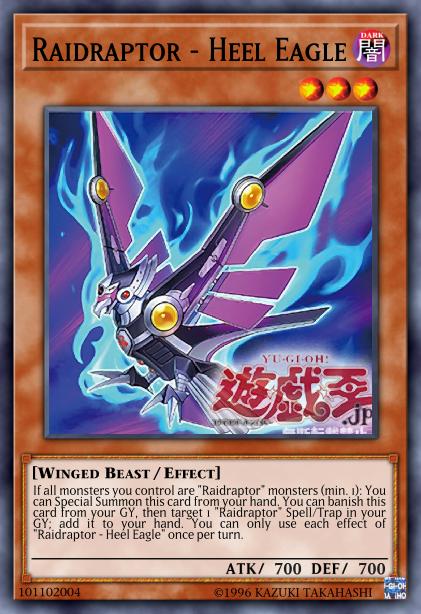 RAIDRAPTOR - HEEL EAGLE
DARK
闇
YU-GI-OH!
遊戯王
.jp
[WINGED BEAST / EFFECT]
If all monsters you control are "Raidraptor" monsters (min. 1): You
can Special Summon this card from your hand. You can banish this
card from your GY, then target 1 "Raidraptor" Spell/Trap in your
GY; add it to your hand. You can only use each effect of
"Raidraptor - Heel Eagle" once per turn.
ATK/ 700 DEF/ 700
101102004
©1996 KAZUKI TAKAHASHI